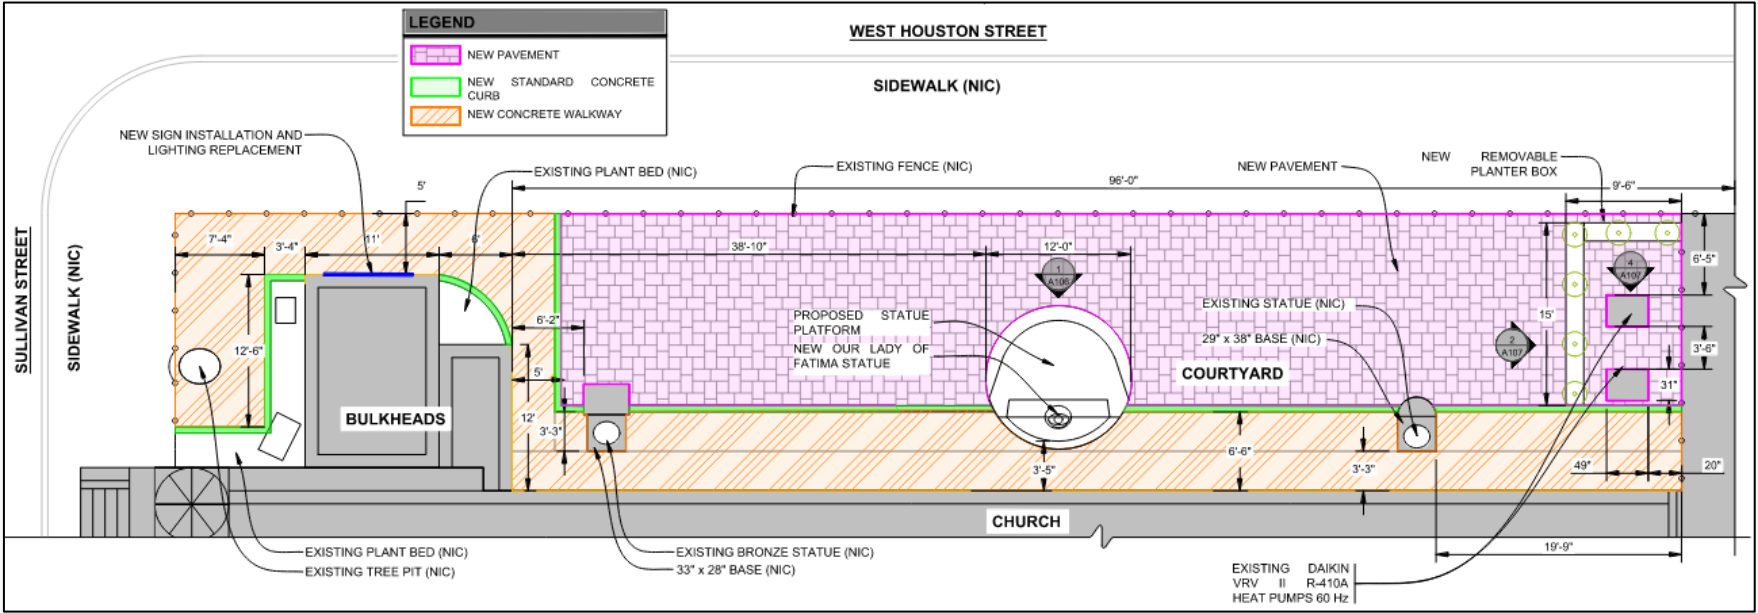 LEGEND
NEW PAVEMENT
NEW STANDARD CONCRETE
CURB
NEW CONCRETE WALKWAY
WEST HOUSTON STREET
SIDEWALK (NIC)
NEW SIGN INSTALLATION AND
LIGHTING REPLACEMENT
EXISTING PLANT BED (NIC)
EXISTING FENCE (NIC)
NEW PAVEMENT
NEW REMOVABLE
PLANTER BOX
5'
96'-0"
9'-6"
7'-4"
3'-4"
11'
6'
38'-10"
12'-0"
6'-5"
1
A106
4
A107
SULLIVAN STREET
SIDEWALK (NIC)
6'-2"
PROPOSED STATUE
PLATFORM
NEW OUR LADY OF
FATIMA STATUE
EXISTING STATUE (NIC)
29" x 38" BASE (NIC)
15'
2
A107
12'-6"
3'-6"
5'
COURTYARD
31"
12'
BULKHEADS
3'-3"
6'-6"
3'-5"
3'-3"
49"
20"
CHURCH
EXISTING PLANT BED (NIC)
EXISTING TREE PIT (NIC)
EXISTING BRONZE STATUE (NIC)
33" x 28" BASE (NIC)
19'-9"
EXISTING DAIKIN
VRV II R-410A
HEAT PUMPS 60 Hz